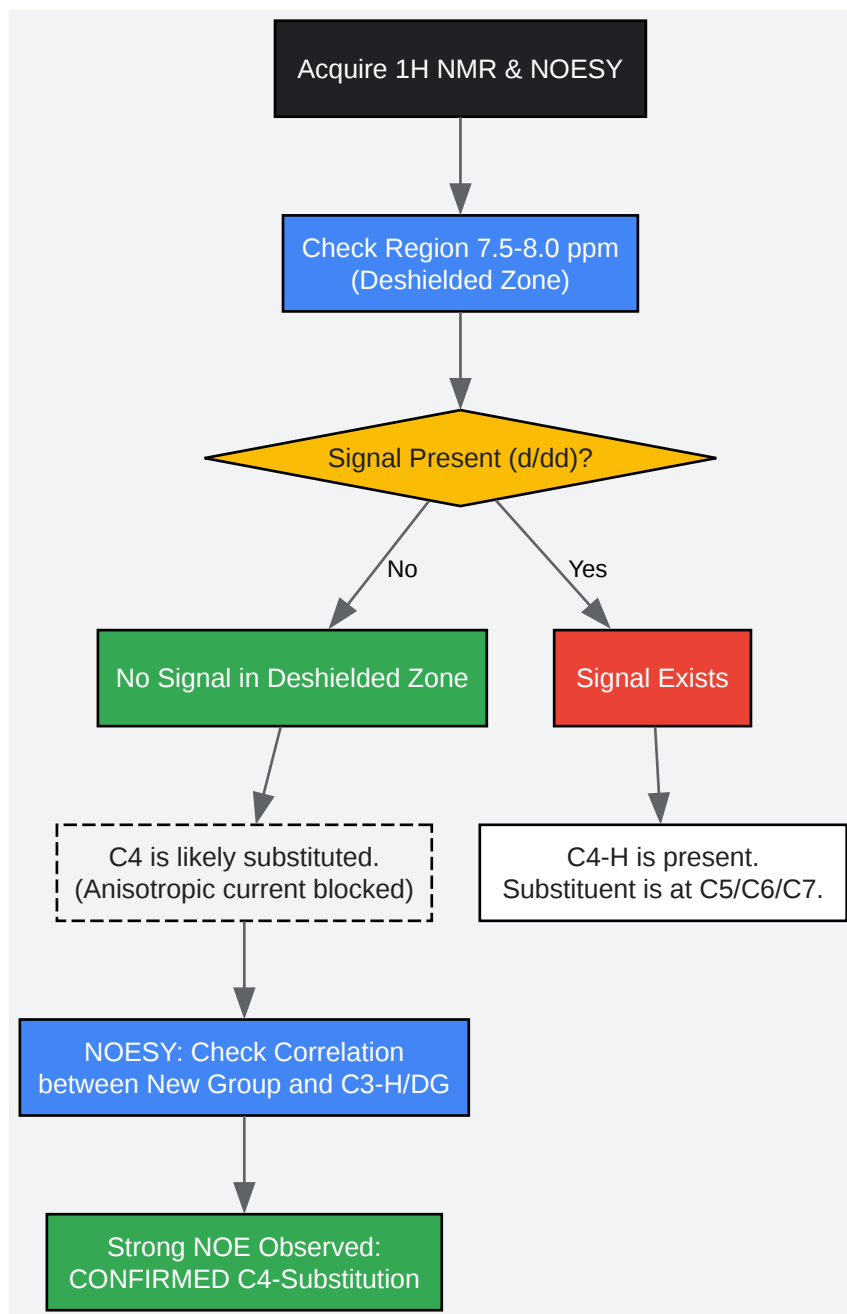 Acquire 1H NMR & NOESY
Check Region 7.5-8.0 ppm
(Deshielded Zone)
Signal Present (d/dd)?
No
Yes
No Signal in Deshielded Zone
Signal Exists
C4 is likely substituted.
(Anisotropic current blocked)
C4-H is present.
Substituent is at C5/C6/C7.
NOESY: Check Correlation
between New Group and C3-H/DG
Strong NOE Observed:
CONFIRMED C4-Substitution